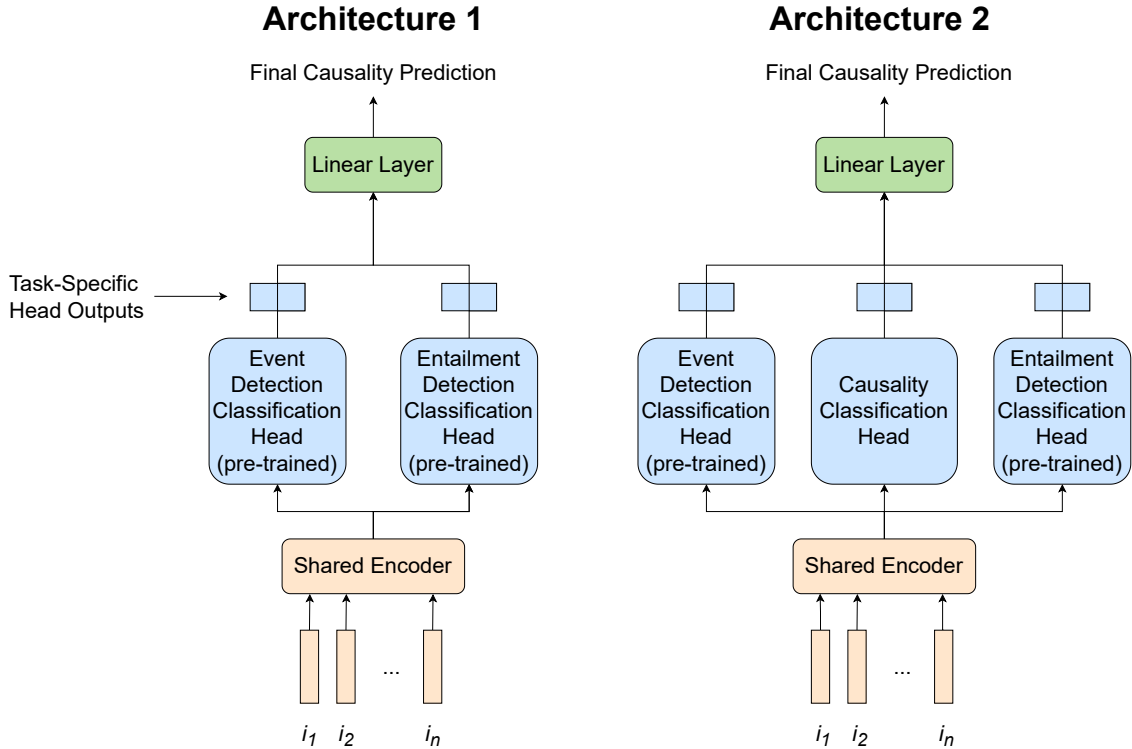 Architecture 1
Final Causality Prediction
Linear Layer
Task-Specific
Head Outputs
Event
Detection
Classification
Head
(pre-trained)
Entailment
Detection
Classification
Head
(pre-trained)
Shared Encoder
...
i1 i2 in
Architecture 2
Final Causality Prediction
Linear Layer
Event
Detection
Classification
Head
(pre-trained)
Causality
Classification
Head
Entailment
Detection
Classification
Head
(pre-trained)
Shared Encoder
...
i1 i2 in